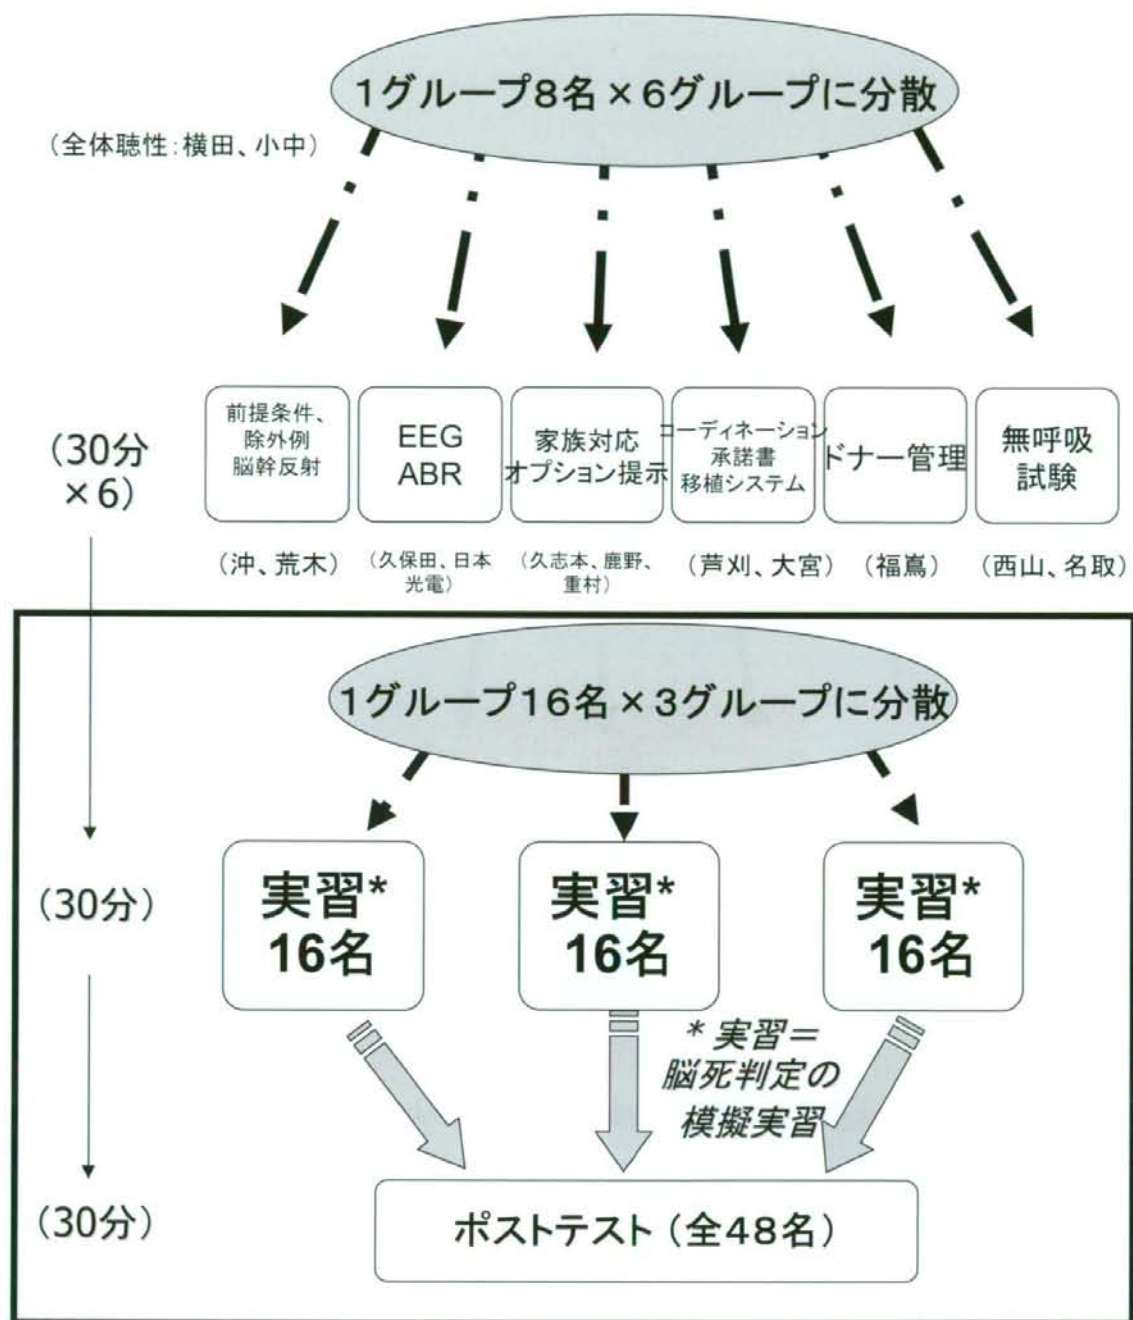 1グループ8名×6グループに分散
(全体聴性:横田、小中)
(30分
×6)
前提条件、
除外例
脳幹反射
EEG
ABR
家族対応
オプション提示
コーディネーション
承諾書
移植システム
ドナー管理
無呼吸
試験
(沖、荒木)
(久保田、日本
光電)
(久志本、鹿野、
重村)
(芦刈、大宮)
(福嶌)
(西山、名取)
1グループ16名×3グループに分散
(30分)
実習*
16名
実習*
16名
実習*
16名
*実習=
脳死判定の
模擬実習
(30分)
ポストテスト(全48名)